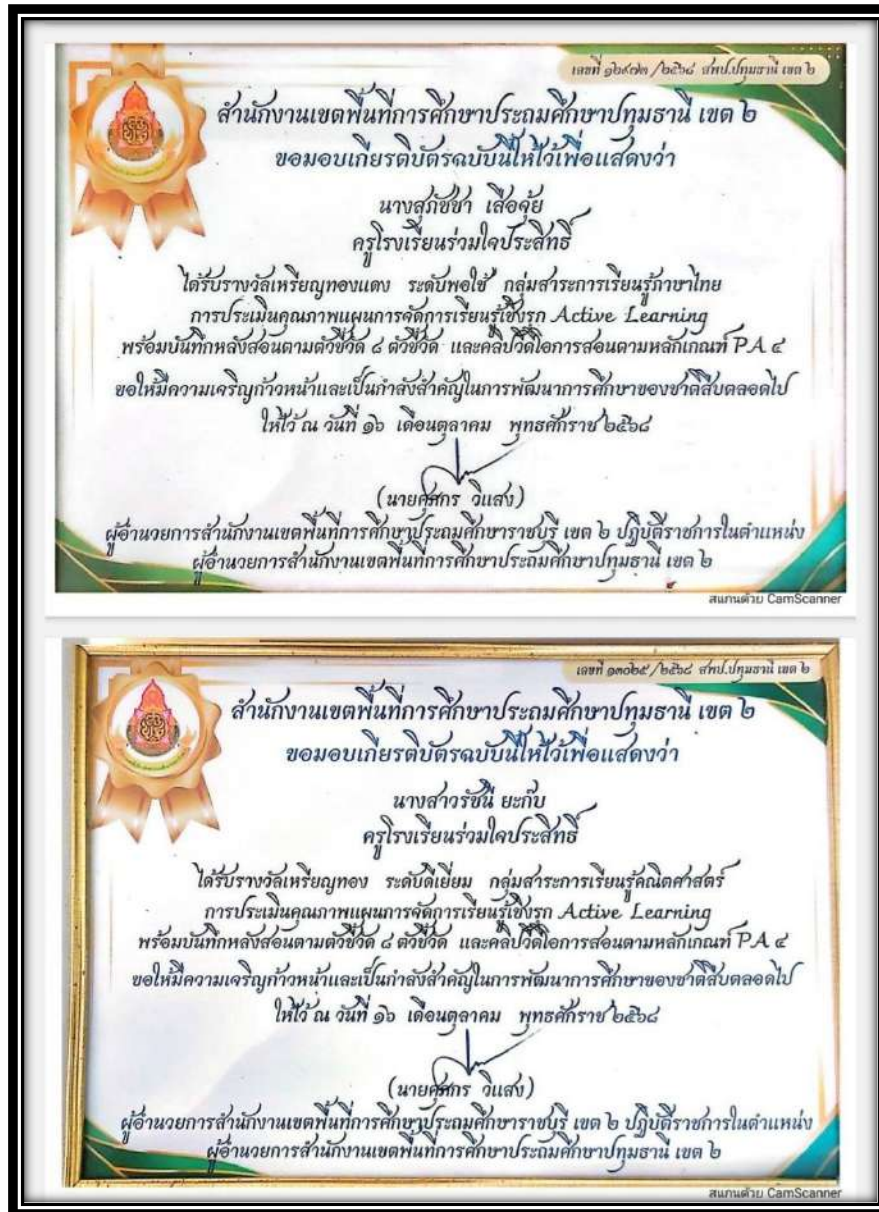 เลขที่ ๑๒๙๗๓ /๒๕๖๘ สพป.ปทุมธานี เขต ๒
สำนักงานเขตพื้นที่การศึกษาประถมศึกษาปทุมธานี เขต ๒
ขอมอบเกียรติบัตรฉบับนี้ให้ไว้เพื่อแสดงว่า
นางสุภัชชา เสือจุ้ย
ครูโรงเรียนร่วมใจประสิทธิ์
ได้รับรางวัลเหรียญทองแดง ระดับพอใช้ กลุ่มสาระการเรียนรู้ภาษาไทย
การประเมินคุณภาพแผนการจัดการเรียนรู้เชิงรุก Active Learning
พร้อมบันทึกหลังสอนตามตัวชี้วัด ๘ ตัวชี้วัด และคลิปวีดิโอการสอนตามหลักเกณฑ์ P.A. ๔
ขอให้มีความเจริญก้าวหน้าและเป็นกำลังสำคัญในการพัฒนาการศึกษาของชาติสืบตลอดไป
ให้ไว้ ณ วันที่ ๑๖ เดือนตุลาคม พุทธศักราช ๒๕๖๘
(นายศุสกร วิแสง)
ผู้อำนวยการสำนักงานเขตพื้นที่การศึกษาประถมศึกษาราชบุรี เขต ๒ ปฏิบัติราชการในตำแหน่ง
ผู้อำนวยการสำนักงานเขตพื้นที่การศึกษาประถมศึกษาปทุมธานี เขต ๒
สแกนด้วย CamScanner
เลขที่ ๑๓๐๒๙ /๒๕๖๘ สพป.ปทุมธานี เขต ๒
สำนักงานเขตพื้นที่การศึกษาประถมศึกษาปทุมธานี เขต ๒
ขอมอบเกียรติบัตรฉบับนี้ให้ไว้เพื่อแสดงว่า
นางสาวรัชนี ยะกับ
ครูโรงเรียนร่วมใจประสิทธิ์
ได้รับรางวัลเหรียญทอง ระดับดีเยี่ยม กลุ่มสาระการเรียนรู้คณิตศาสตร์
การประเมินคุณภาพแผนการจัดการเรียนรู้เชิงรุก Active Learning
พร้อมบันทึกหลังสอนตามตัวชี้วัด ๘ ตัวชี้วัด และคลิปวีดิโอการสอนตามหลักเกณฑ์ P.A. ๔
ขอให้มีความเจริญก้าวหน้าและเป็นกำลังสำคัญในการพัฒนาการศึกษาของชาติสืบตลอดไป
ให้ไว้ ณ วันที่ ๑๖ เดือนตุลาคม พุทธศักราช ๒๕๖๘
(นายศุสกร วิแสง)
ผู้อำนวยการสำนักงานเขตพื้นที่การศึกษาประถมศึกษาราชบุรี เขต ๒ ปฏิบัติราชการในตำแหน่ง
ผู้อำนวยการสำนักงานเขตพื้นที่การศึกษาประถมศึกษาปทุมธานี เขต ๒
สแกนด้วย CamScanner